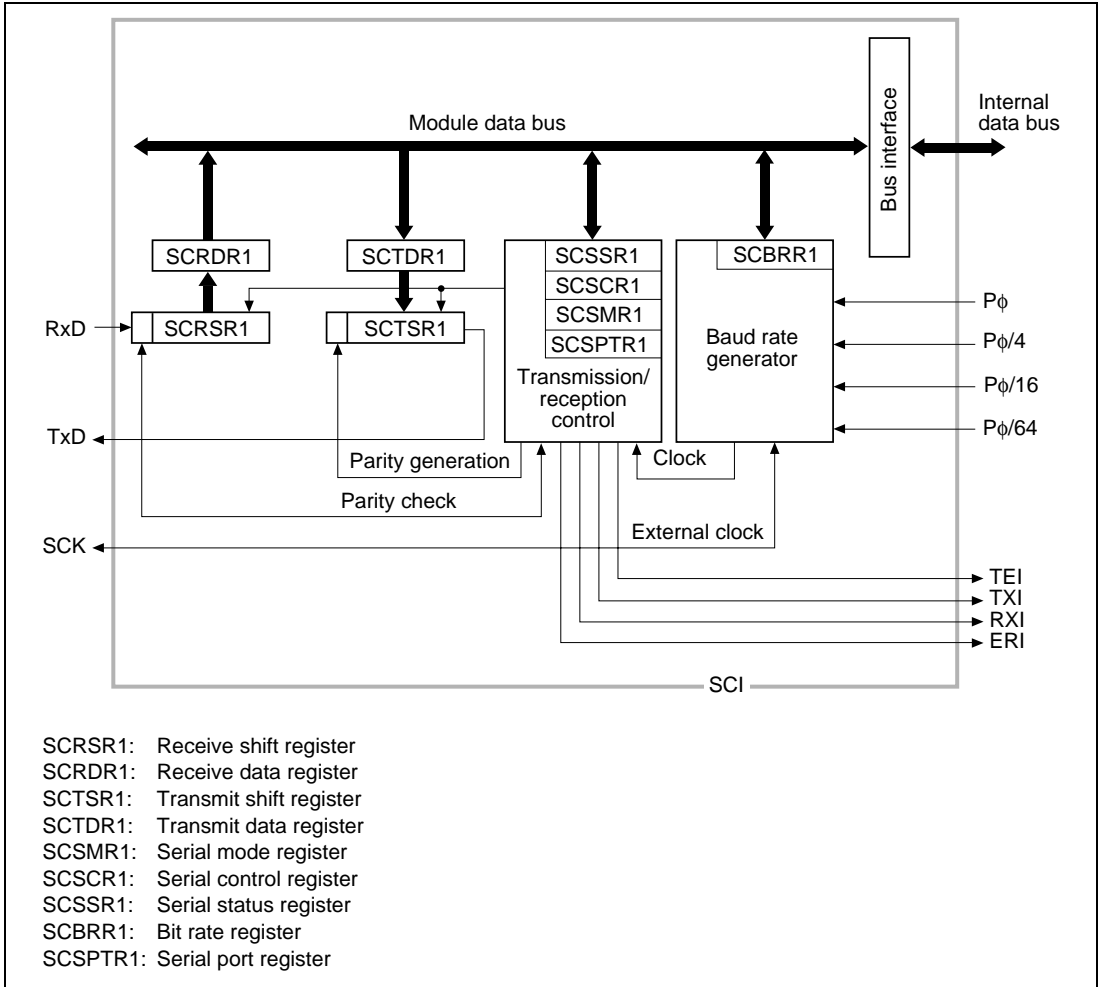 Module data bus
Bus interface
Internal
data bus
SCRDR1
SCTDR1
SCSSR1
SCSCR1
SCSMR1
SCSPTR1
Transmission/
reception
control
SCBRR1
Baud rate
generator
RxD
SCRSR1
SCTSR1
Pϕ
Pϕ/4
Pϕ/16
Pϕ/64
TxD
Parity generation
Clock
Parity check
SCK
External clock
TEI
TXI
RXI
ERI
SCI
SCRSR1: Receive shift register
SCRDR1: Receive data register
SCTSR1: Transmit shift register
SCTDR1: Transmit data register
SCSMR1: Serial mode register
SCSCR1: Serial control register
SCSSR1: Serial status register
SCBRR1: Bit rate register
SCSPTR1: Serial port register